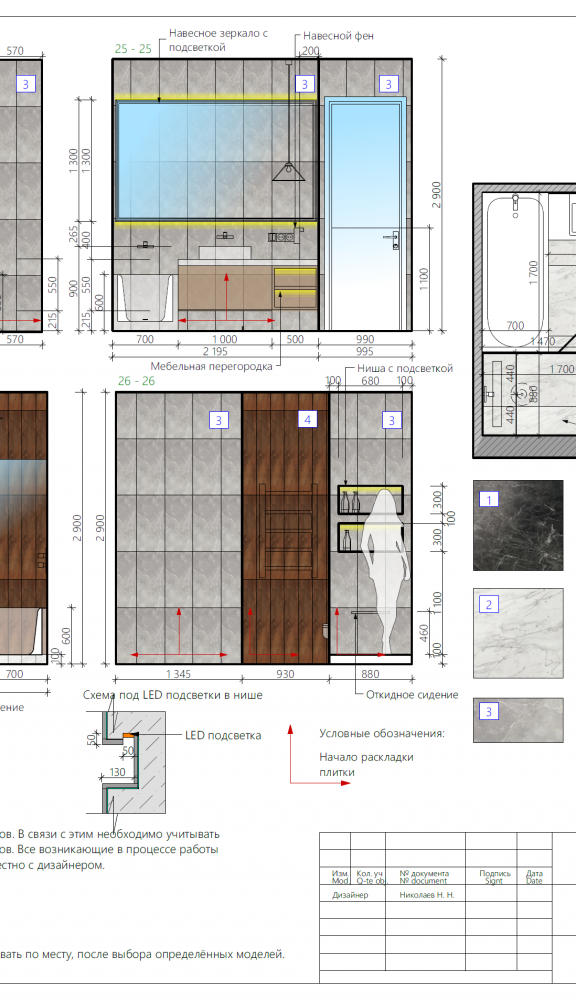 570
25 - 25
Навесное зеркало с
подсветкой
Навесной фен
200
3
3
3
1 300
1 300
2 900
265
400
900
550
600
215
550
215
1 100
570
700
1 000
500
990
2 195
995
Мебельная перегородка
1 700
700
1 470
440
880
440
1 700
26 - 26
Ниша с подсветкой
100
680
100
3
4
3
2 900
2 900
300
100
300
1 100
460
100
600
100
700
1 345
930
880
1
2
3
ение
Схема под LED подсветки в нише
Откидное сидение
50
50
130
LED подсветка
Условные обозначения:
Начало раскладки
плитки
ов. В связи с этим необходимо учитывать
ов. Все возникающие в процессе работы
естно с дизайнером.
вать по месту, после выбора определённых моделей.
Изм.
Mod.
Кол. уч
Q-te ob.
№ документа
№ document
Подпись
Signt
Дата
Date
Дизайнер
Николаев Н. Н.